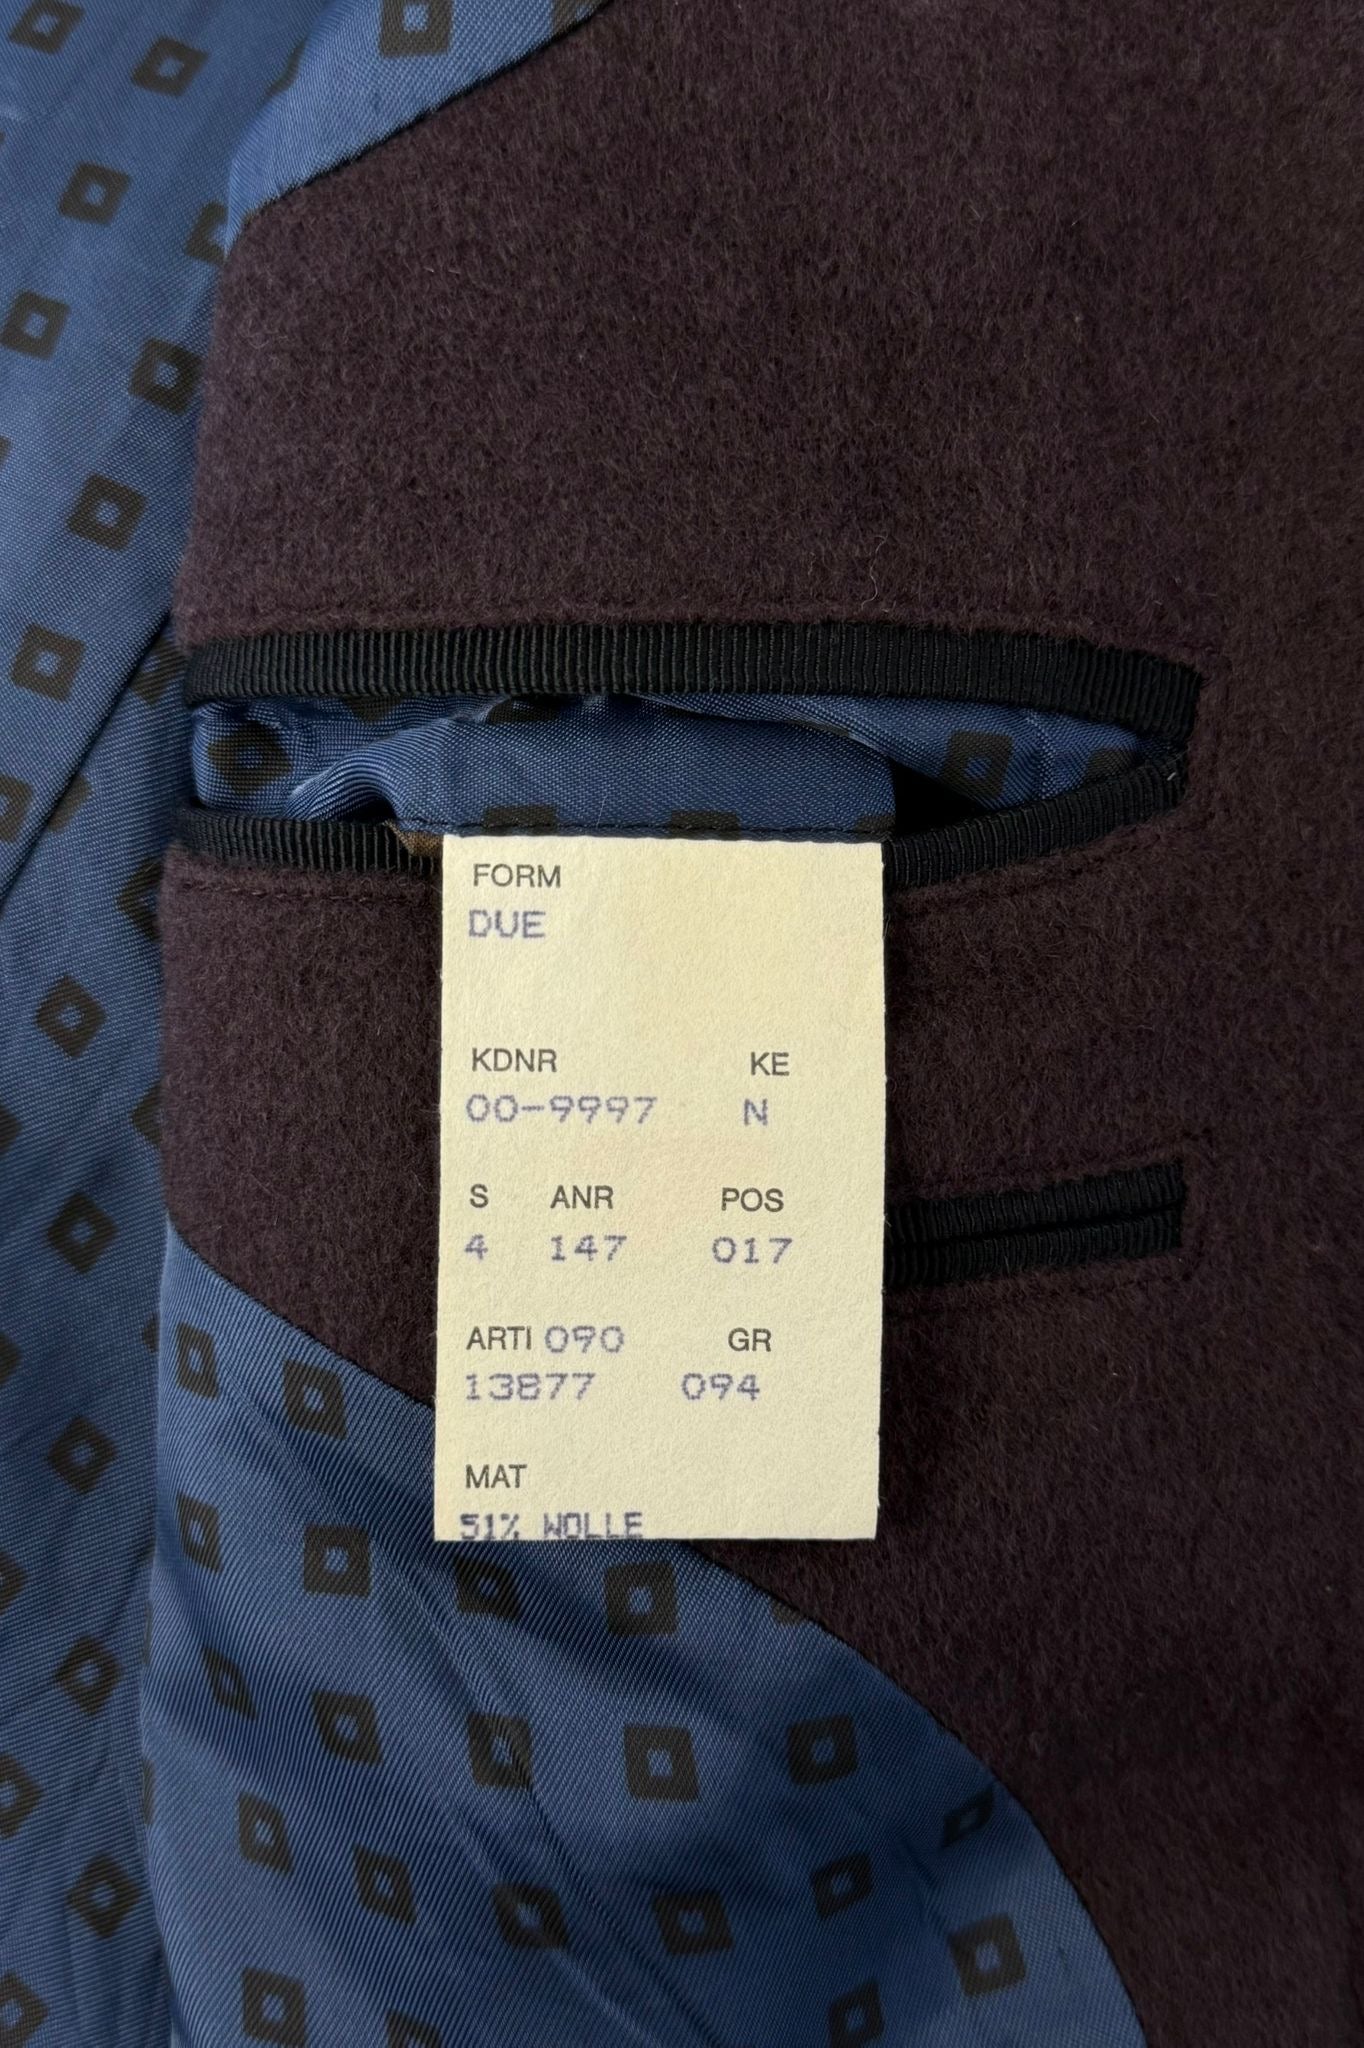 FORM
DUE
KDNR KE
00-9997 N
S ANR POS
4 147 017
ARTI 090 GR
13877 094
MAT
51% WOLLE